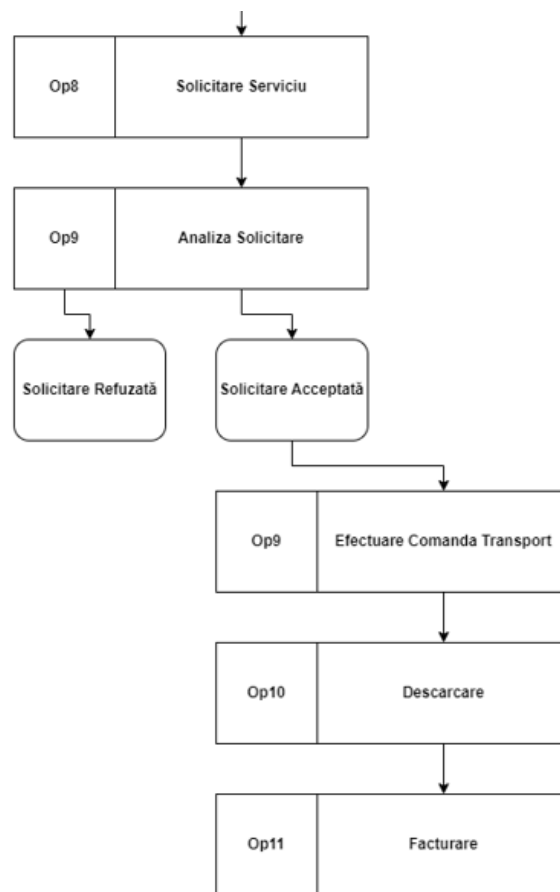 Op8
Solicitare Serviciu
Op9
Analiza Solicitare
Solicitare Refuzată
Solicitare Acceptată
Op9
Efectuare Comanda Transport
Op10
Descarcare
Op11
Facturare